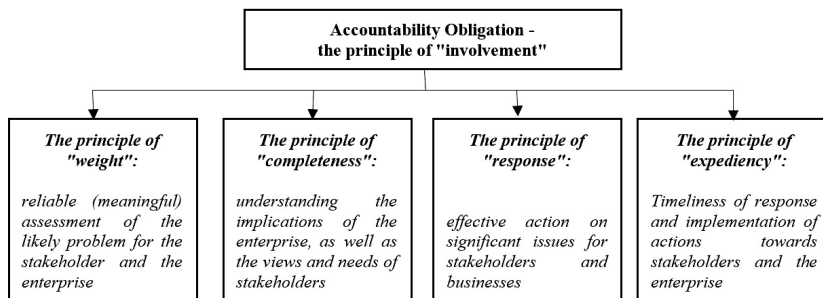 Accountability Obligation -
the principle of "involvement"
The principle of
"weight":
reliable (meaningful)
assessment of the
likely problem for the
stakeholder and the
enterprise
The principle of
"completeness":
understanding the
implications of the
enterprise, as well as
the views and needs of
stakeholders
The principle of
"response":
effective action on
significant issues for
stakeholders and
businesses
The principle of
"expediency":
Timeliness of response
and implementation of
actions towards
stakeholders and the
enterprise